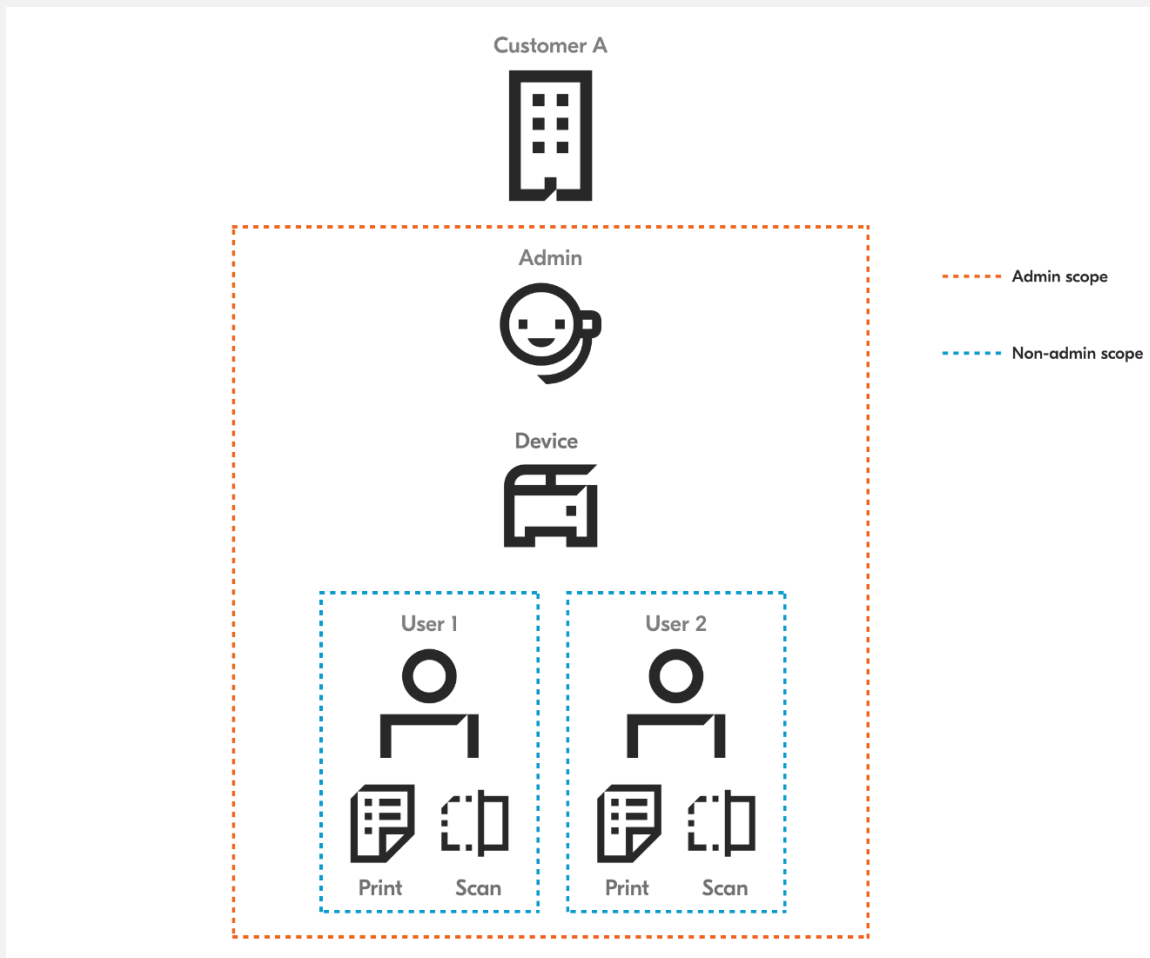 Customer A
Admin
Admin scope
Non-admin scope
Device
User 1
User 2
Print
Scan
Print
Scan